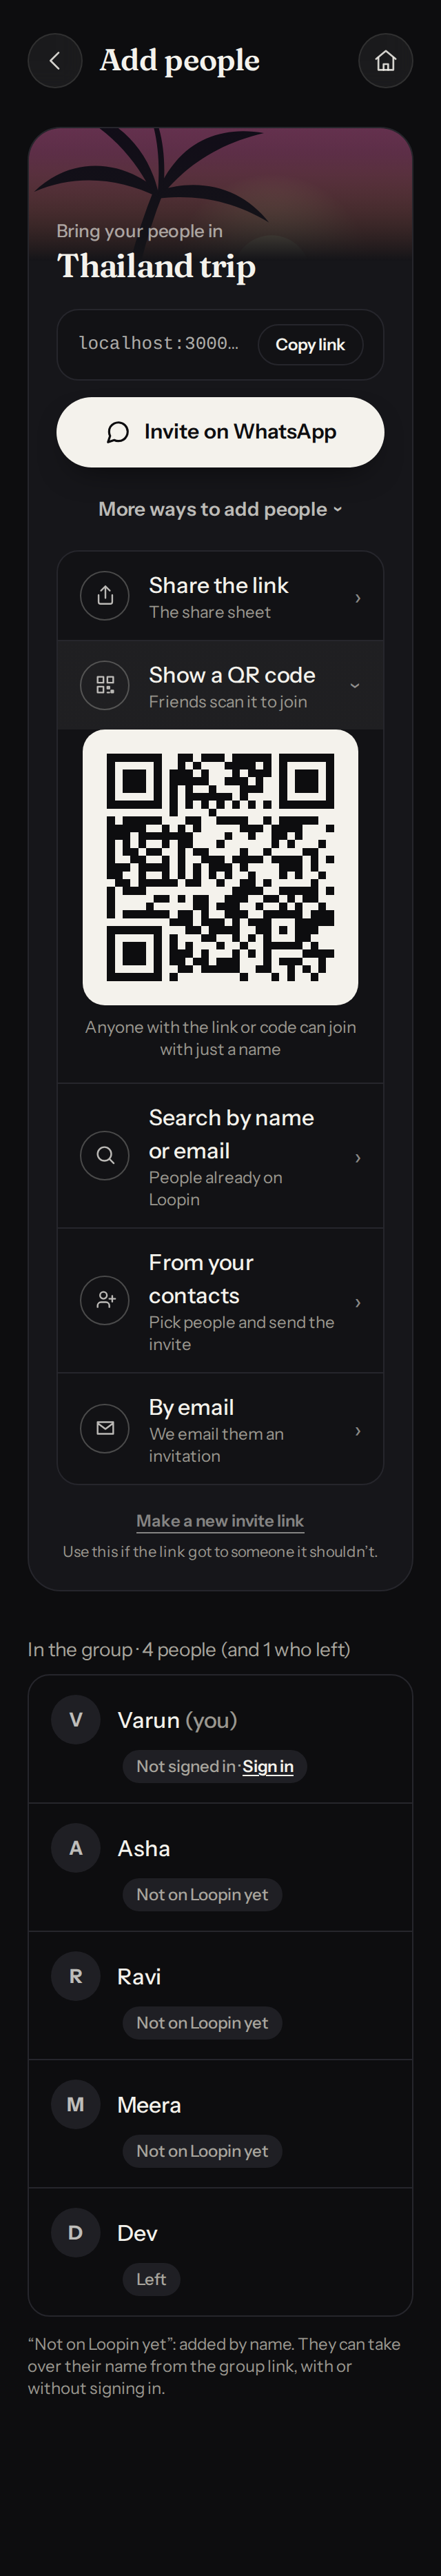 Add people
Bring your people in
Thailand trip
localhost:3000…
Copy link
Invite on WhatsApp
More ways to add people
Share the link
The share sheet
Show a QR code
Friends scan it to join
Anyone with the link or code can join
with just a name
Search by name
or email
People already on
Loopin
From your
contacts
Pick people and send the
invite
By email
We email them an
invitation
Make a new invite link
Use this if the link got to someone it shouldn’t.
In the group · 4 people (and 1 who left)
V
Varun (you)
Not signed in · Sign in
A
Asha
Not on Loopin yet
R
Ravi
Not on Loopin yet
M
Meera
Not on Loopin yet
D
Dev
Left
“Not on Loopin yet”: added by name. They can take
over their name from the group link, with or
without signing in.